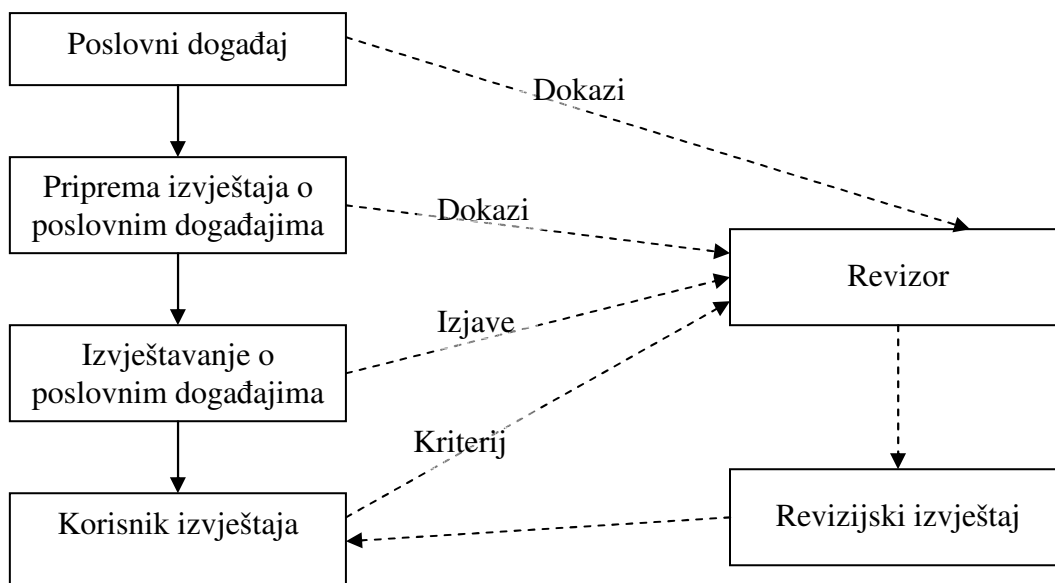 Poslovni događaj
Dokazi
Priprema izvještaja o
poslovnim događajima
Dokazi
Revizor
Izvještavanje o
poslovnim događajima
Izjave
Kriterij
Korisnik izvještaja
Revizijski izvještaj